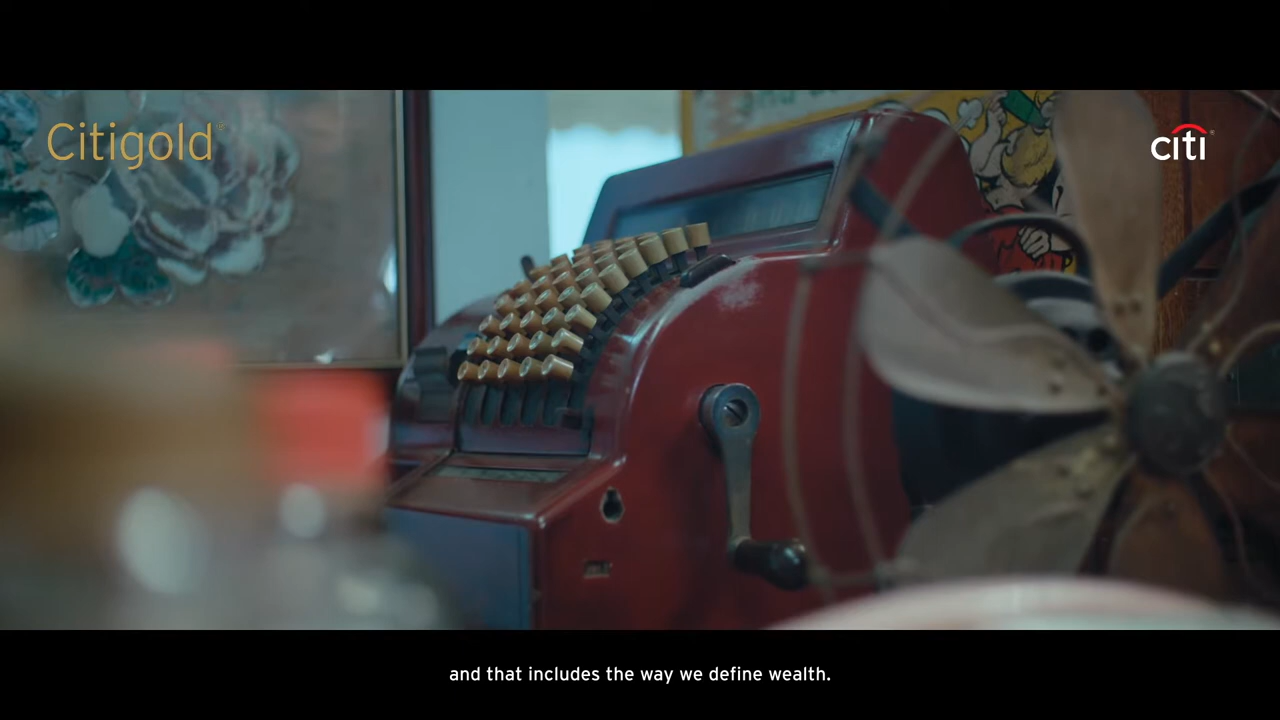 Citigold®
citi®
and that includes the way we define wealth.